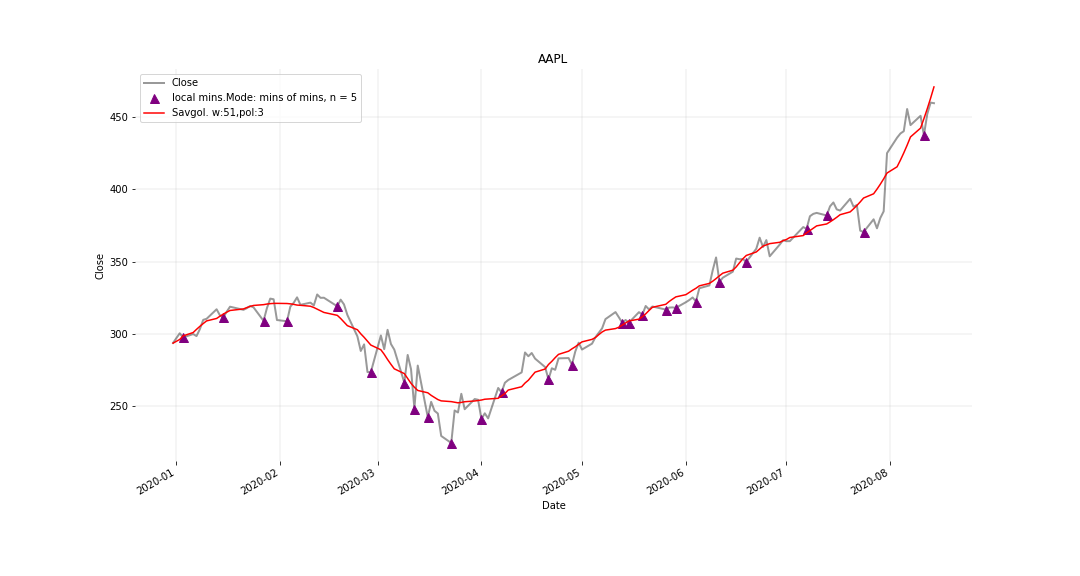 AAPL
Close
local mins.Mode: mins of mins, n = 5
Savgol. w:51,pol:3
450
400
350
300
250
Close
2020-01
2020-02
2020-03
2020-04
2020-05
2020-06
2020-07
2020-08
Date